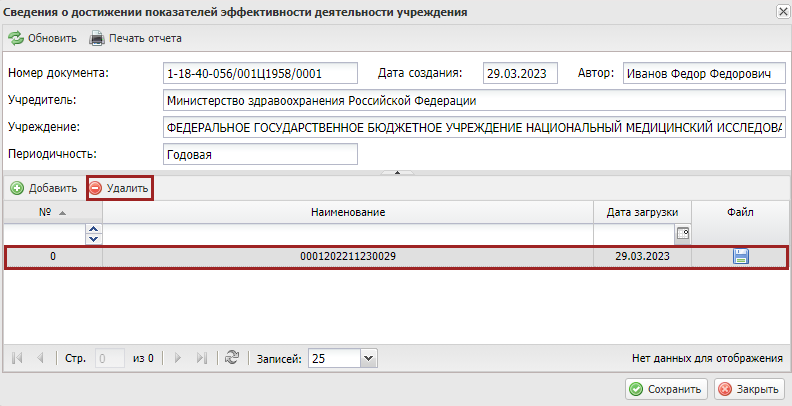 Сведения о достижении показателей эффективности деятельности учреждения
Обновить Печать отчета
Номер документа: 1-18-40-056/001Ц1958/0001 Дата создания: 29.03.2023 Автор: Иванов Федор Федорович
Учредитель: Министерство здравоохранения Российской Федерации
Учреждение: ФЕДЕРАЛЬНОЕ ГОСУДАРСТВЕННОЕ БЮДЖЕТНОЕ УЧРЕЖДЕНИЕ НАЦИОНАЛЬНЫЙ МЕДИЦИНСКИЙ ИССЛЕДОВА
Периодичность: Годовая
Добавить Удалить
№ Наименование Дата загрузки Файл
0 0001202211230029 29.03.2023
Стр. 0 из 0 Записей: 25 Нет данных для отображения
Сохранить Закрыть